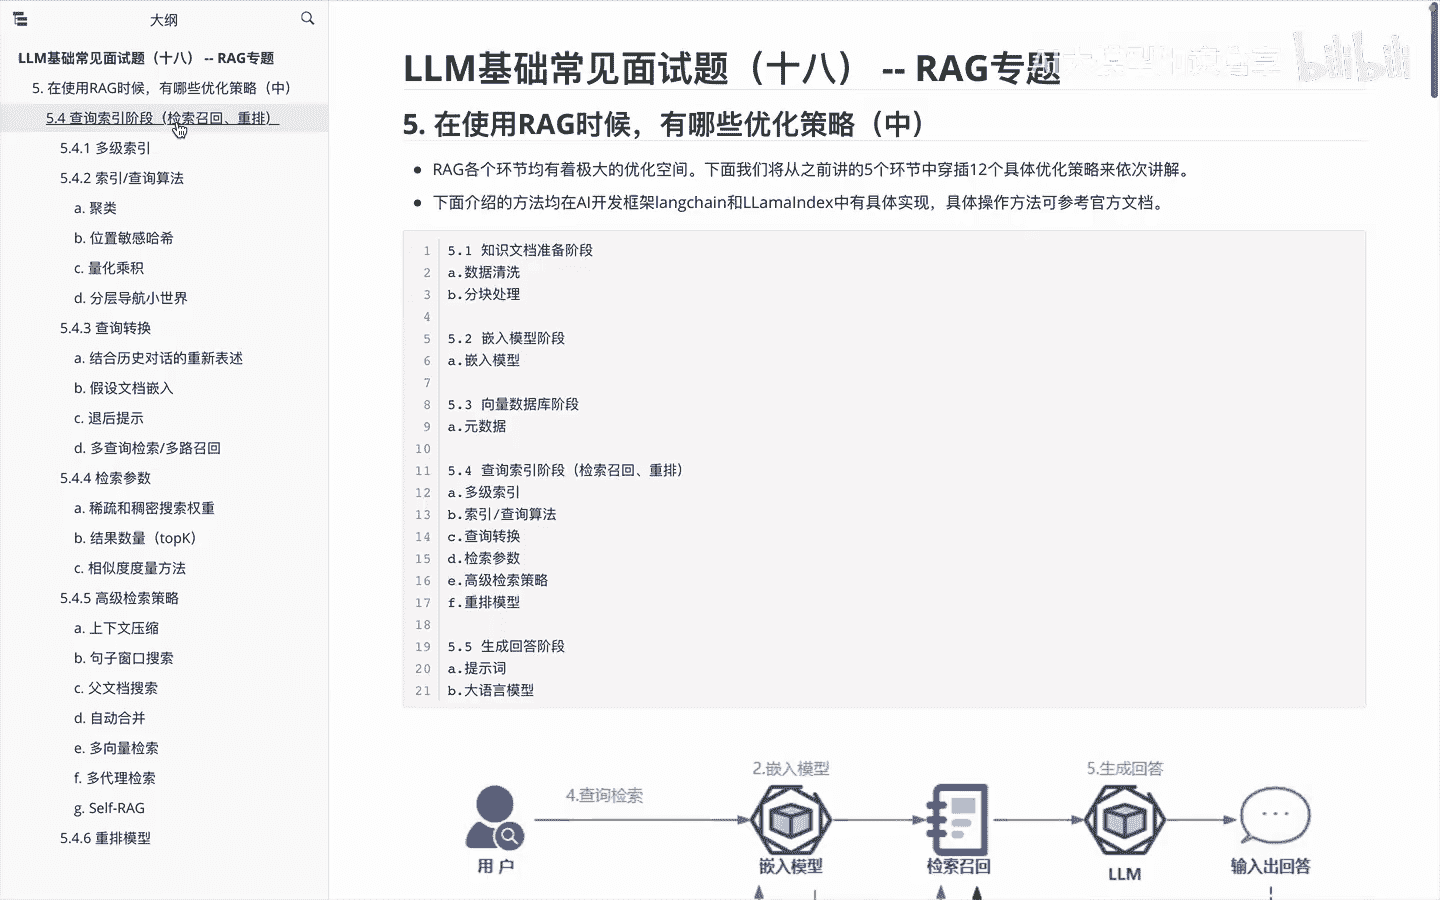 大纲
LLM基础常见面试题（十八） -- RAG专题
5. 在使用RAG时候，有哪些优化策略（中）
5.4 查询索引阶段（检索召回、重排）
5.4.1 多级索引
5.4.2 索引/查询算法
a. 聚类
b. 位置敏感哈希
c. 量化乘积
d. 分层导航小世界
5.4.3 查询转换
a. 结合历史对话的重新表述
b. 假设文档嵌入
c. 退后提示
d. 多查询检索/多路召回
5.4.4 检索参数
a. 稀疏和稠密搜索权重
b. 结果数量（topK）
c. 相似度度量方法
5.4.5 高级检索策略
a. 上下文压缩
b. 句子窗口搜索
c. 父文档搜索
d. 自动合并
e. 多向量检索
f. 多代理检索
g. Self-RAG
5.4.6 重排模型
LLM基础常见面试题（十八） -- RAG专题
bilibili
5. 在使用RAG时候，有哪些优化策略（中）
RAG各个环节均有着极大的优化空间。下面我们将从之前讲的5个环节中穿插12个具体优化策略来依次讲解。
下面介绍的方法均在AI开发框架langchain和LLamaIndex中有具体实现，具体操作方法可参考官方文档。
1 5.1 知识文档准备阶段
2 a.数据清洗
3 b.分块处理
4
5 5.2 嵌入模型阶段
6 a.嵌入模型
7
8 5.3 向量数据库阶段
9 a.元数据
10
11 5.4 查询索引阶段（检索召回、重排）
12 a.多级索引
13 b.索引/查询算法
14 c.查询转换
15 d.检索参数
16 e.高级检索策略
17 f.重排模型
18
19 5.5 生成回答阶段
20 a.提示词
21 b.大语言模型
2.嵌入模型
5.生成回答
4.查询检索
用 户
嵌入模型
检索召回
LLM
输入出回答